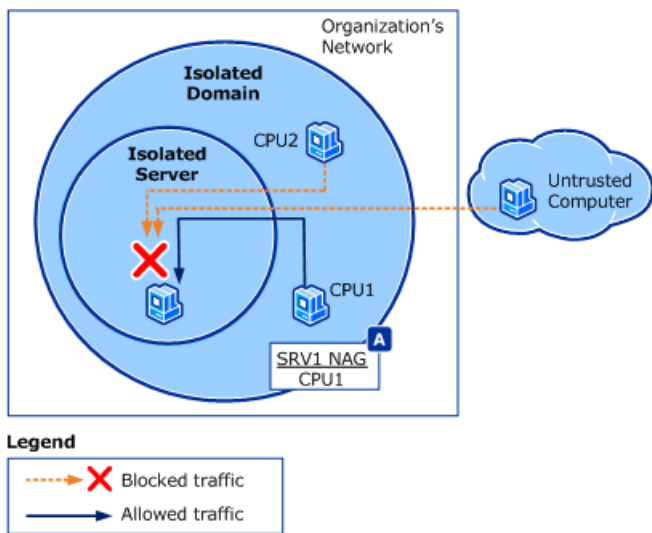 Organization's
Network
Isolated
Domain
CPU2
Isolated
Server
Untrusted
Computer
CPU1
A
SRV1 NAG
CPU1
Legend
Blocked traffic
Allowed traffic